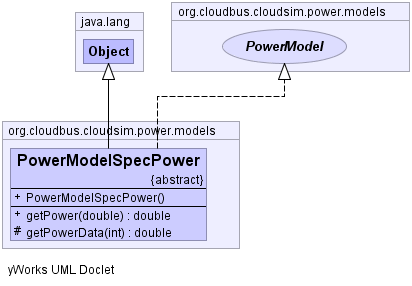 java.lang
Object
org.cloudbus.cloudsim.power.models
PowerModel
org.cloudbus.cloudsim.power.models
PowerModelSpecPower
{abstract}
+ PowerModelSpecPower()
+ getPower(double) : double
# getPowerData(int) : double
yWorks UML Doclet